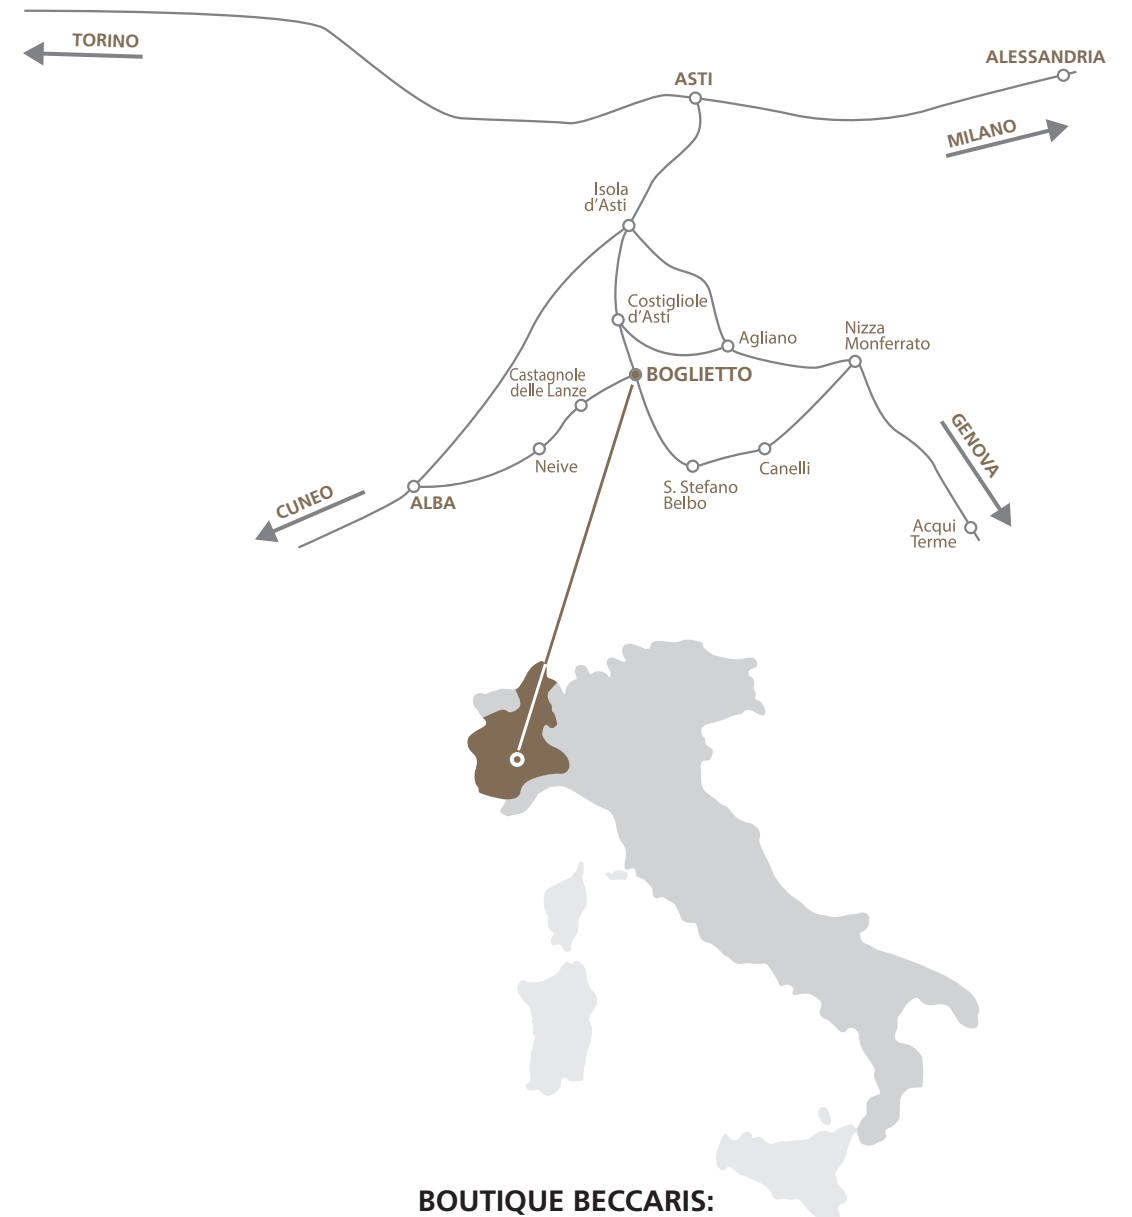 TORINO
ALESSANDRIA
ASTI
MILANO
Isola
d'Asti
Costigliole
d'Asti
Agliano
Nizza
Monferrato
Castagnole
delle Lanze
BOGLIETTO
GENOVA
Neive
Canelli
S. Stefano
Belbo
CUNEO
ALBA
Acqui
Terme
BOUTIQUE BECCARIS: